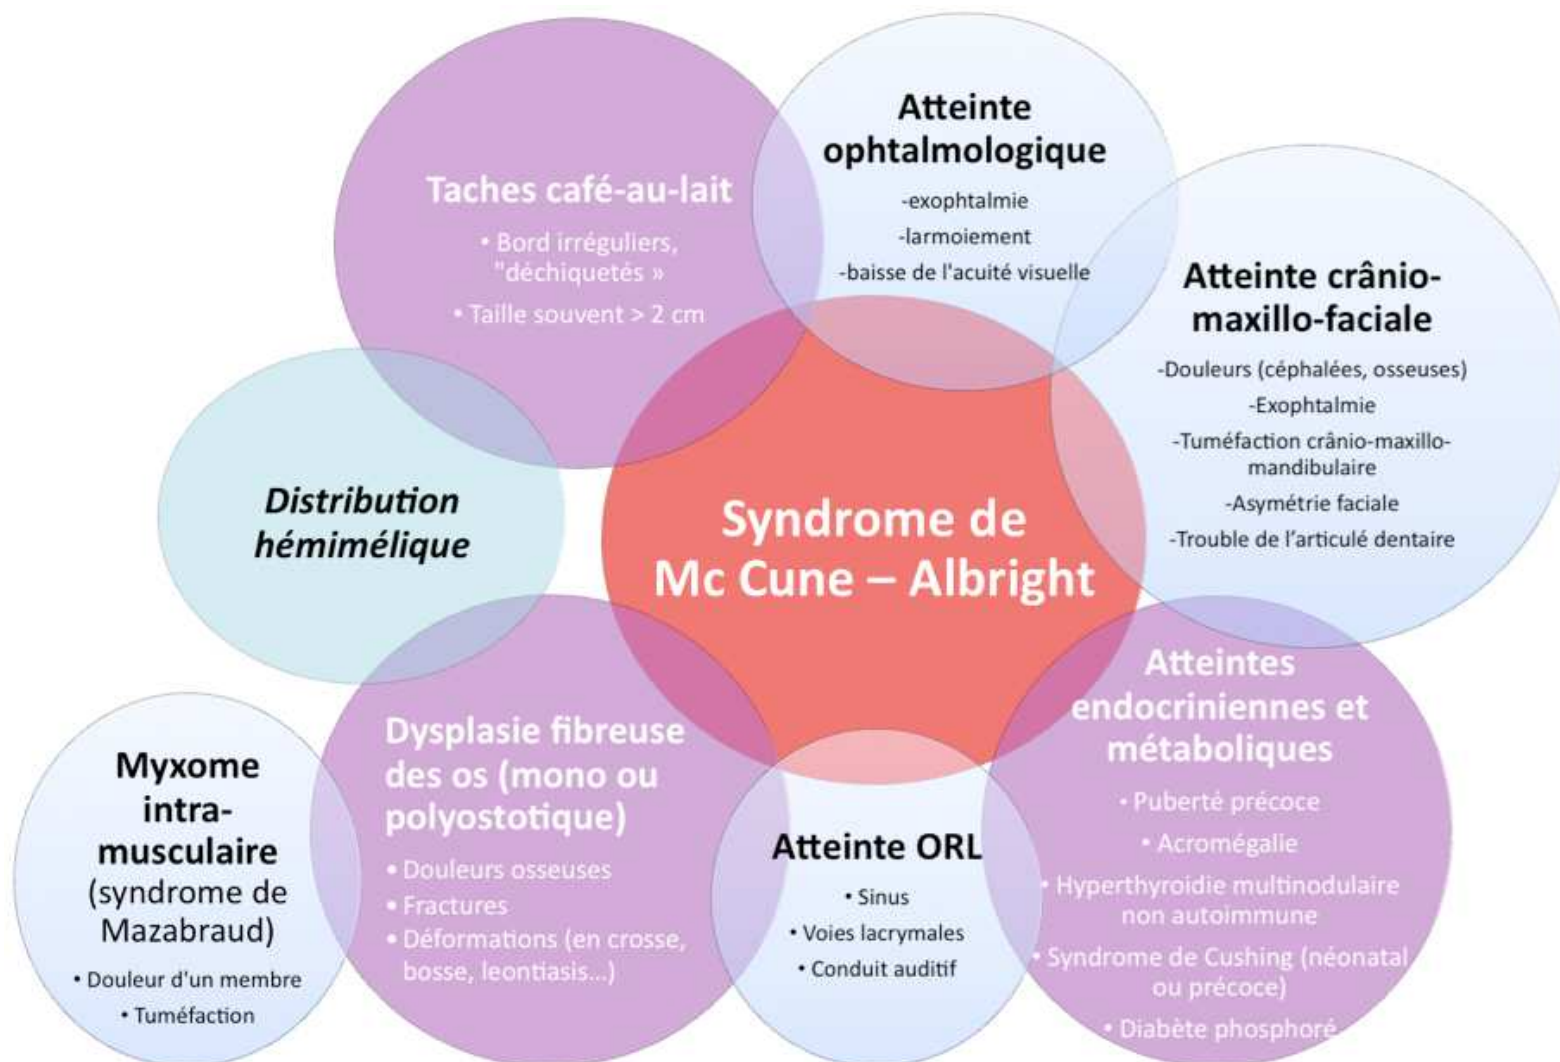 Taches café-au-lait
• Bord irréguliers,
"déchiquetés »
• Taille souvent > 2 cm
Atteinte
ophtalmologique
-exophtalmie
-larmoiement
-baisse de l'acuité visuelle
Atteinte crânio-
maxillo-faciale
-Douleurs (céphalées, osseuses)
-Exophtalmie
-Tuméfaction crânio-maxillo-
mandibulaire
-Asymétrie faciale
-Trouble de l’articulé dentaire
Distribution
hémimélique
Syndrome de
Mc Cune – Albright
Myxome
intra-
musculaire
(syndrome de
Mazabraud)
• Douleur d'un membre
• Tuméfaction
Dysplasie fibreuse
des os (mono ou
polyostotique)
• Douleurs osseuses
• Fractures
• Déformations (en crosse,
bosse, leontiasis...)
Atteinte ORL
• Sinus
• Voies lacrymales
• Conduit auditif
Atteintes
endocriniennes et
métaboliques
• Puberté précoce
• Acromégalie
• Hyperthyroidie multinodulaire
non autoimmune
• Syndrome de Cushing (néonatal
ou précoce)
• Diabète phosphoré